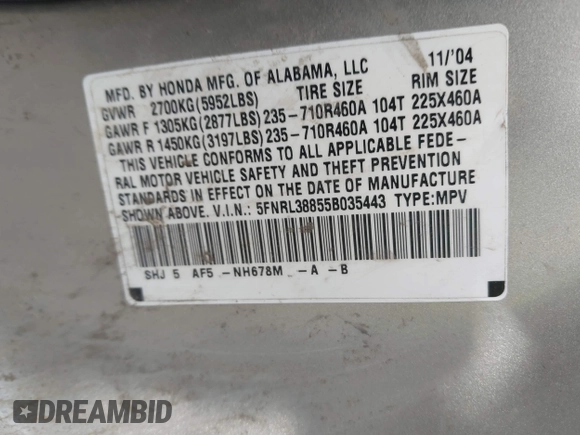 MFD. BY HONDA MFG. OF ALABAMA, LLC 11/'04
GVWR 2700KG(5952LBS) TIRE SIZE RIM SIZE
GAWR F 1305KG(2877LBS)235-710R460A 104T 225X460A
GAWR R 1450KG(3197LBS)235-710R460A 104T 225X460A
THIS VEHICLE CONFORMS TO ALL APPLICABLE FEDE-
RAL MOTOR VEHICLE SAFETY AND THEFT PREVENTION
STANDARDS IN EFFECT ON THE DATE OF MANUFACTURE
SHOWN ABOVE. V.I.N.: 5FNRL38855B035443 TYPE:MPV
SHJ 5 AF5 -NH678M -A -B
DREAMBID